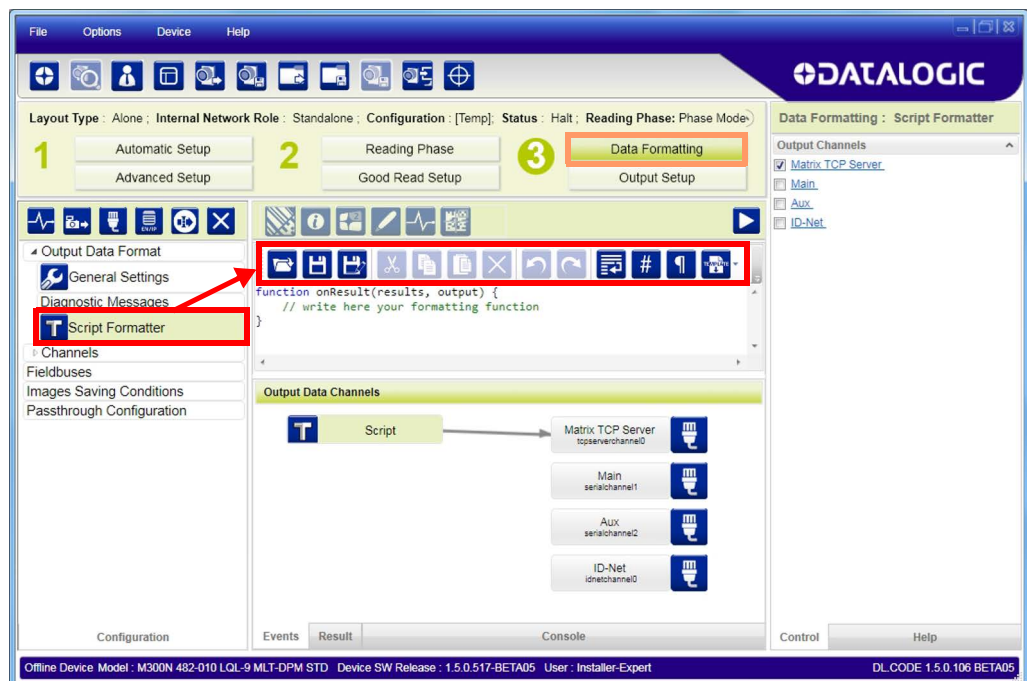 File Options Device Help
DATALOGIC
Layout Type : Alone ; Internal Network Role : Standalone ; Configuration : [Temp]; Status : Halt ; Reading Phase: Phase Mode
1
Automatic Setup
Advanced Setup
2
Reading Phase
Good Read Setup
3
Data Formatting
Output Setup
Output Data Format
General Settings
Diagnostic Messages
T Script Formatter
Channels
Fieldbuses
Images Saving Conditions
Passthrough Configuration
Configuration
EN/IP
# ¶ TEMPLATE
function onResult(results, output) {
// write here your formatting function
}
Output Data Channels
T Script
Matrix TCP Server
tcpserverchannel0
Main
serialchannel1
Aux
serialchannel2
ID-Net
idnetchannel0
Events Result Console
Data Formatting : Script Formatter
Output Channels
Matrix TCP Server
Main
Aux
ID-Net
Control Help
Offline Device Model : M300N 482-010 LQL-9 MLT-DPM STD Device SW Release : 1.5.0.517-BETA05 User : Installer-Expert DL.CODE 1.5.0.106 BETA05